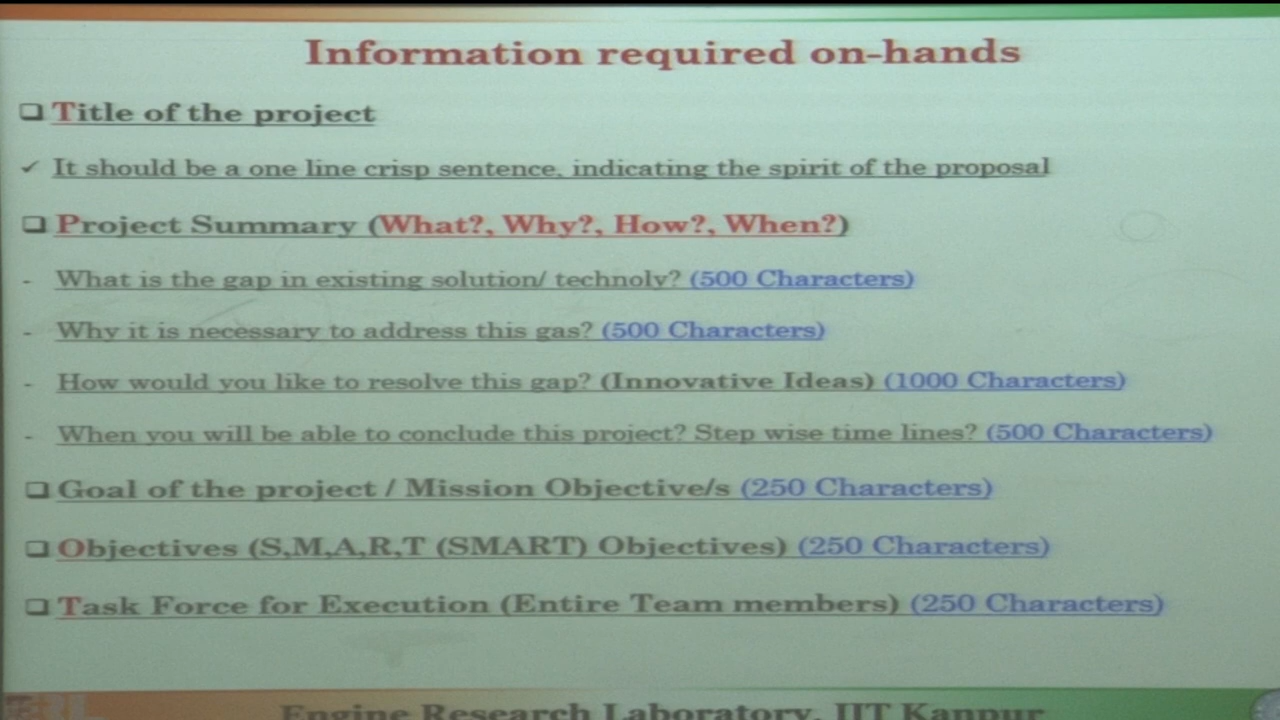 Information required on-hands
Title of the project
It should be a one line crisp sentence, indicating the spirit of the proposal
Project Summary (What?, Why?, How?, When?)
- What is the gap in existing solution/ technoly? (500 Characters)
- Why it is necessary to address this gas? (500 Characters)
- How would you like to resolve this gap? (Innovative Ideas) (1000 Characters)
- When you will be able to conclude this project? Step wise time lines? (500 Characters)
Goal of the project / Mission Objective/s (250 Characters)
Objectives (S,M,A,R,T (SMART) Objectives) (250 Characters)
Task Force for Execution (Entire Team members) (250 Characters)
Engine Research Laboratory, IIT Kanpur